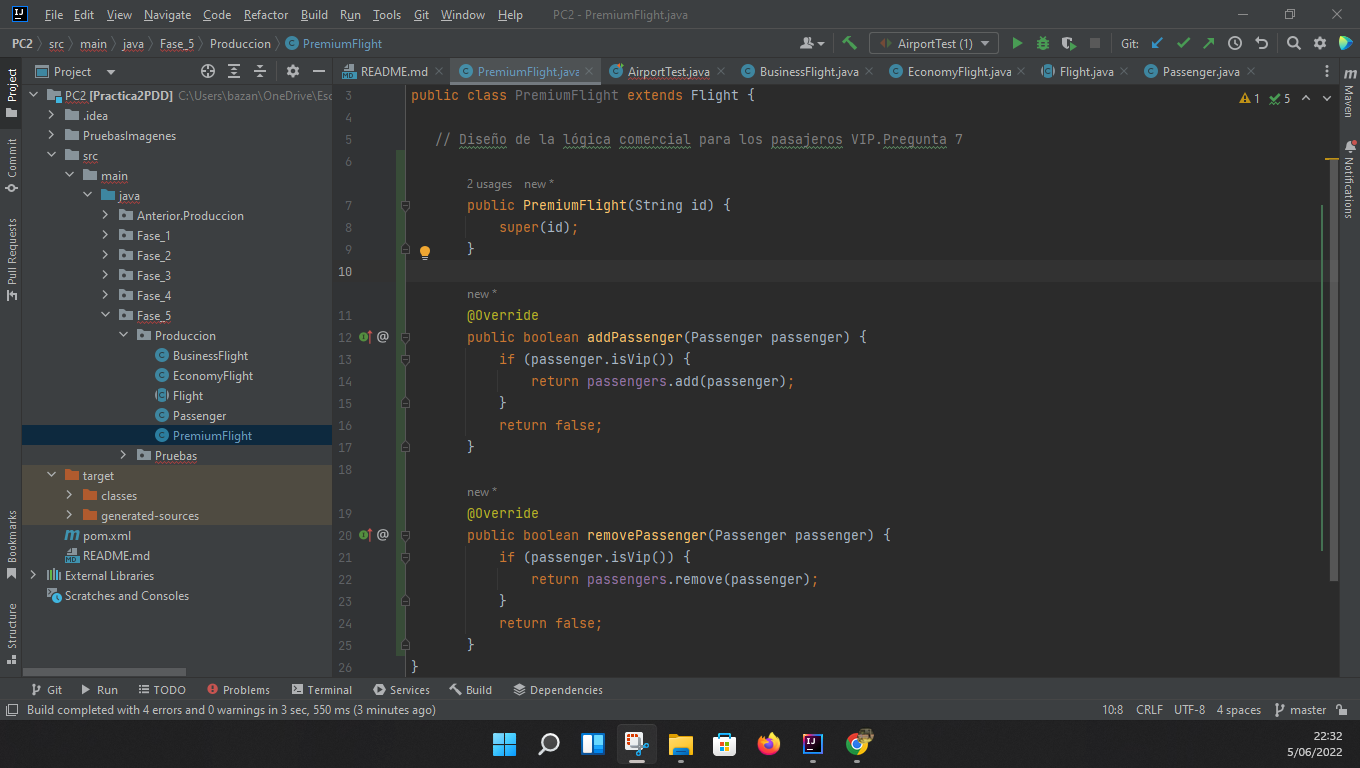 File Edit View Navigate Code Refactor Build Run Tools Git Window Help PC2 - PremiumFlight.java
PC2 src main java Fase_5 Produccion PremiumFlight AirportTest (1) Git:
Project README.md PremiumFlight.java AirportTest.java BusinessFlight.java EconomyFlight.java Flight.java Passenger.java
Project
Commit
Pull Requests
Bookmarks
Structure
PC2 [Practica2PDD] C:\Users\bazan\OneDrive\Esc
.idea
PruebasImagenes
src
main
java
Anterior.Produccion
Fase_1
Fase_2
Fase_3
Fase_4
Fase_5
Produccion
BusinessFlight
EconomyFlight
Flight
Passenger
PremiumFlight
Pruebas
target
classes
generated-sources
pom.xml
README.md
External Libraries
Scratches and Consoles
3 public class PremiumFlight extends Flight {
1 5
4
5 // Diseño de la lógica comercial para los pasajeros VIP.Pregunta 7
6
2 usages new *
7 public PremiumFlight(String id) {
8 super(id);
9 }
10
new *
11 @Override
12 public boolean addPassenger(Passenger passenger) {
13 if (passenger.isVip()) {
14 return passengers.add(passenger);
15 }
16 return false;
17 }
18
new *
19 @Override
20 public boolean removePassenger(Passenger passenger) {
21 if (passenger.isVip()) {
22 return passengers.remove(passenger);
23 }
24 return false;
25 }
26 }
Maven
Notifications
Git Run TODO Problems Terminal Services Build Dependencies
Build completed with 4 errors and 0 warnings in 3 sec, 550 ms (3 minutes ago) 10:8 CRLF UTF-8 4 spaces master
22:32
5/06/2022